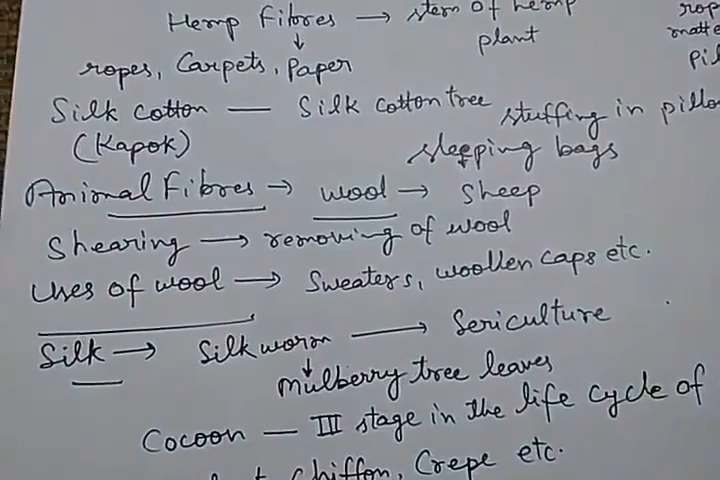 Hemp Fibres → stem of hemp
plant
↓
ropes, Carpets, paper
Silk cotton — Silk cotton tree stuffing in
(Kapok) sleeping bags
Animal Fibres → wool → Sheep
Shearing → removing of wool
Uses of wool → Sweaters, woollen caps etc.
Silk → Silk worm → Sericulture
↓
mulberry tree leaves
Cocoon — III stage in the life cycle of
Chiffon, Crepe etc.